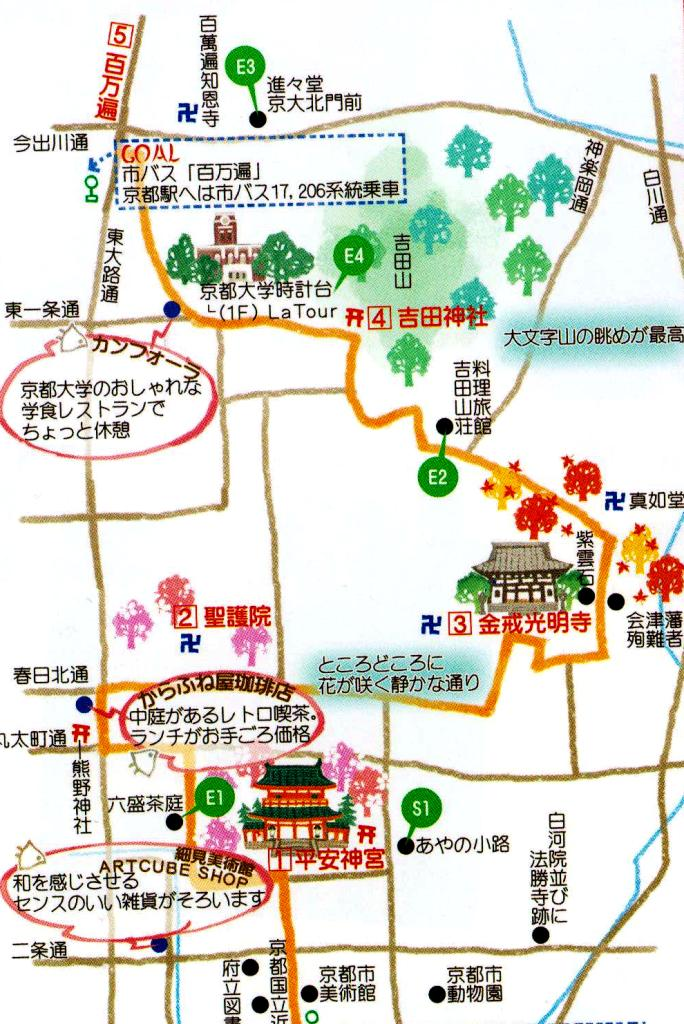 5 百万遍
百萬遍知恩寺
E3
進々堂
京大北門前
今出川通
GOAL
市バス「百万遍」
京都駅へは市バス17, 206系統乗車
神楽岡通
白川通
東大路通
吉田山
E4
京都大学時計台
└(1F) LaTour
東一条通
4 吉田神社
大文字山の眺めが最高
カンフォーラ
京都大学のおしゃれな
学食レストランで
ちょっと休憩
料理旅館
吉田山荘
E2
真如堂
紫雲石
会津藩
殉難者
2 聖護院
3 金戒光明寺
ところどころに
花が咲く静かな通り
春日北通
からふね屋珈琲店
中庭があるレトロ喫茶。
ランチがお手ごろ価格
丸太町通
熊野神社
六盛茶庭
E1
S1
あやの小路
1 平安神宮
細見美術館
ARTCUBE SHOP
和を感じさせる
センスのいい雑貨がそろいます
白河院並びに
法勝寺跡
二条通
府立図書
京都国立近
京都市
美術館
京都市
動物園